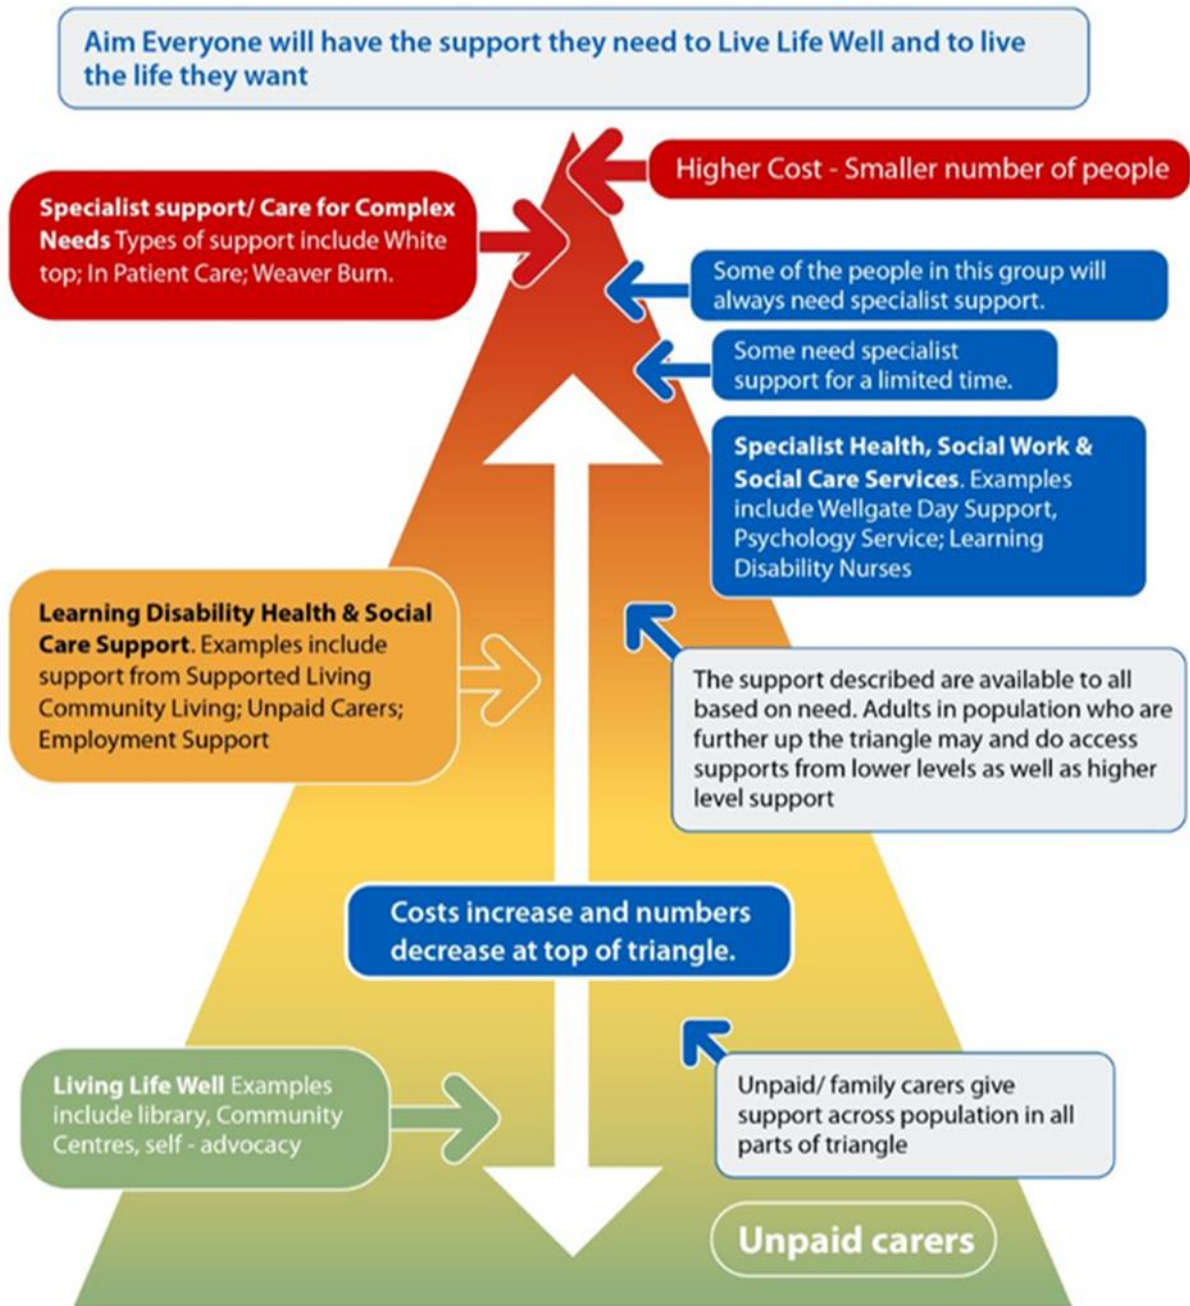 Aim Everyone will have the support they need to Live Life Well and to live
the life they want
Higher Cost - Smaller number of people
Specialist support/ Care for Complex
Needs Types of support include White
top; In Patient Care; Weaver Burn.
Some of the people in this group will
always need specialist support.
Some need specialist
support for a limited time.
Specialist Health, Social Work &
Social Care Services. Examples
include Wellgate Day Support,
Psychology Service; Learning
Disability Nurses
Learning Disability Health & Social
Care Support. Examples include
support from Supported Living
Community Living; Unpaid Carers;
Employment Support
The support described are available to all
based on need. Adults in population who are
further up the triangle may and do access
supports from lower levels as well as higher
level support
Costs increase and numbers
decrease at top of triangle.
Living Life Well Examples
include library, Community
Centres, self - advocacy
Unpaid/ family carers give
support across population in all
parts of triangle
Unpaid carers